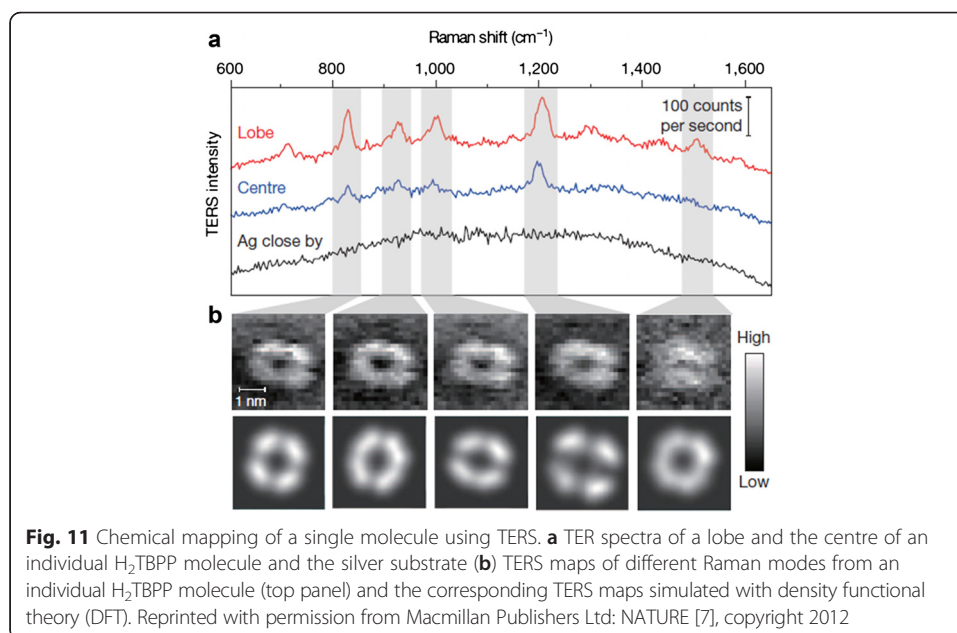 a
Raman shift (cm⁻¹)
600 800 1,000 1,200 1,400 1,600
100 counts
per second
Lobe
Centre
Ag close by
TERS intensity
b
1 nm
High
Low
Fig. 11 Chemical mapping of a single molecule using TERS. a TER spectra of a lobe and the centre of an
individual H₂TBPP molecule and the silver substrate (b) TERS maps of different Raman modes from an
individual H₂TBPP molecule (top panel) and the corresponding TERS maps simulated with density functional
theory (DFT). Reprinted with permission from Macmillan Publishers Ltd: NATURE [7], copyright 2012